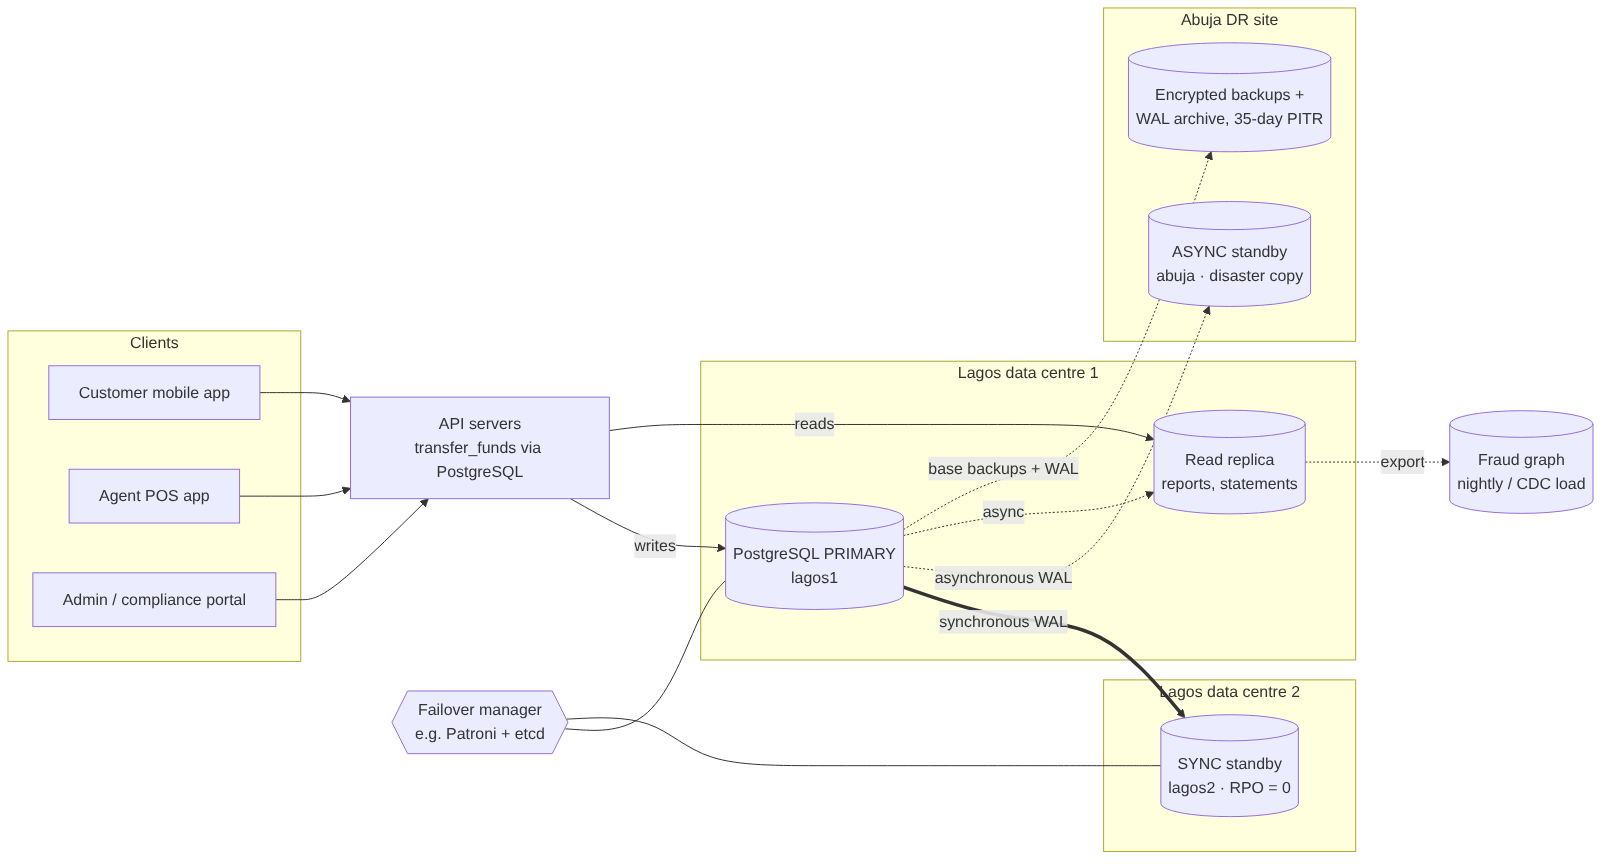 Abuja DR site
Encrypted backups +
WAL archive, 35-day PITR
ASYNC standby
abuja · disaster copy
Clients
Customer mobile app
Agent POS app
Admin / compliance portal
API servers
transfer_funds via
PostgreSQL
reads
writes
Lagos data centre 1
base backups + WAL
async
asynchronous WAL
synchronous WAL
PostgreSQL PRIMARY
lagos1
Read replica
reports, statements
export
Fraud graph
nightly / CDC load
Failover manager
e.g. Patroni + etcd
Lagos data centre 2
SYNC standby
lagos2 · RPO = 0